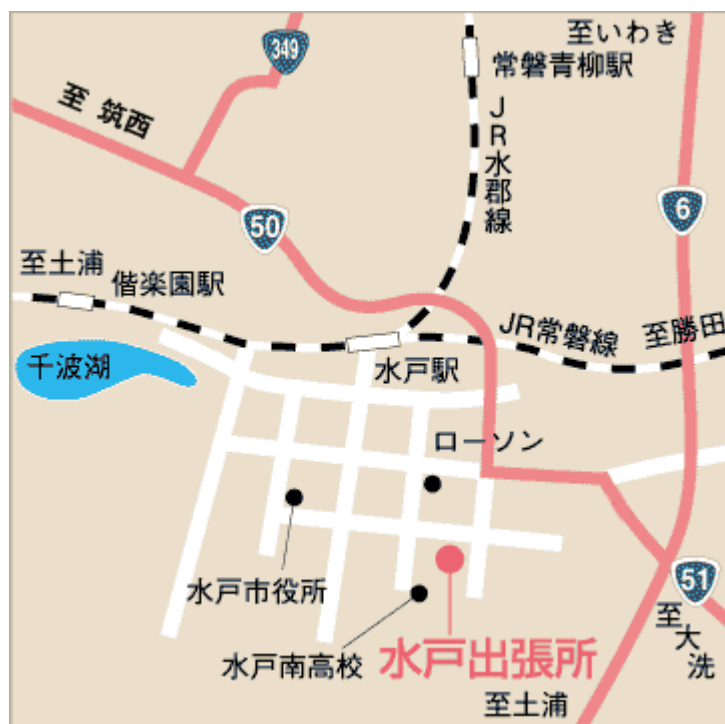 至いわき
349
常磐青柳駅
至 筑西
JR水郡線
6
50
至土浦
偕楽園駅
JR常磐線
至勝田
千波湖
水戸駅
ローソン
水戸市役所
51
至大洗
水戸南高校
水戸出張所
至土浦